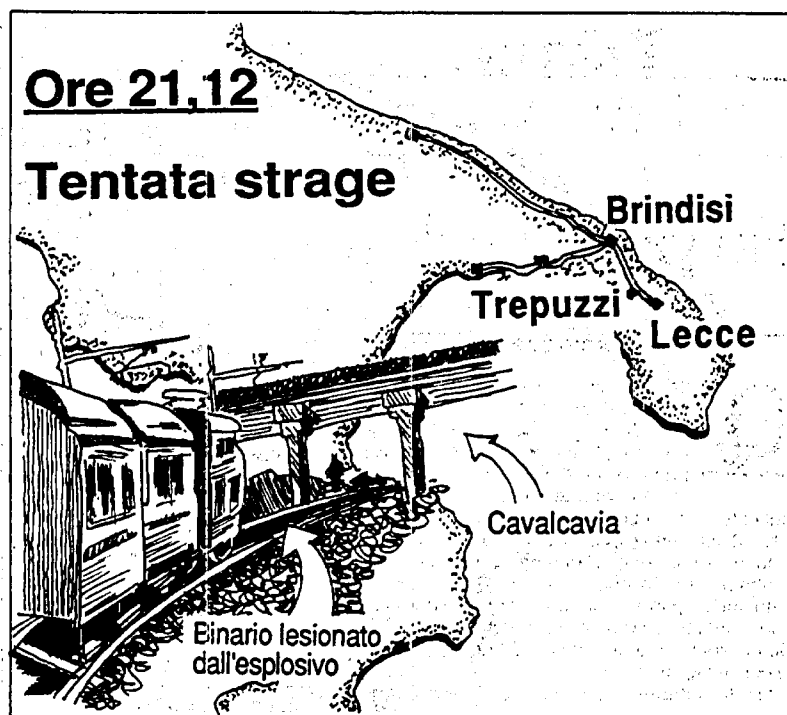 Ore 21,12
Tentata strage
Brindisi
Trepuzzi
Lecce
Cavalcavia
Binario lesionato
dall'esplosivo